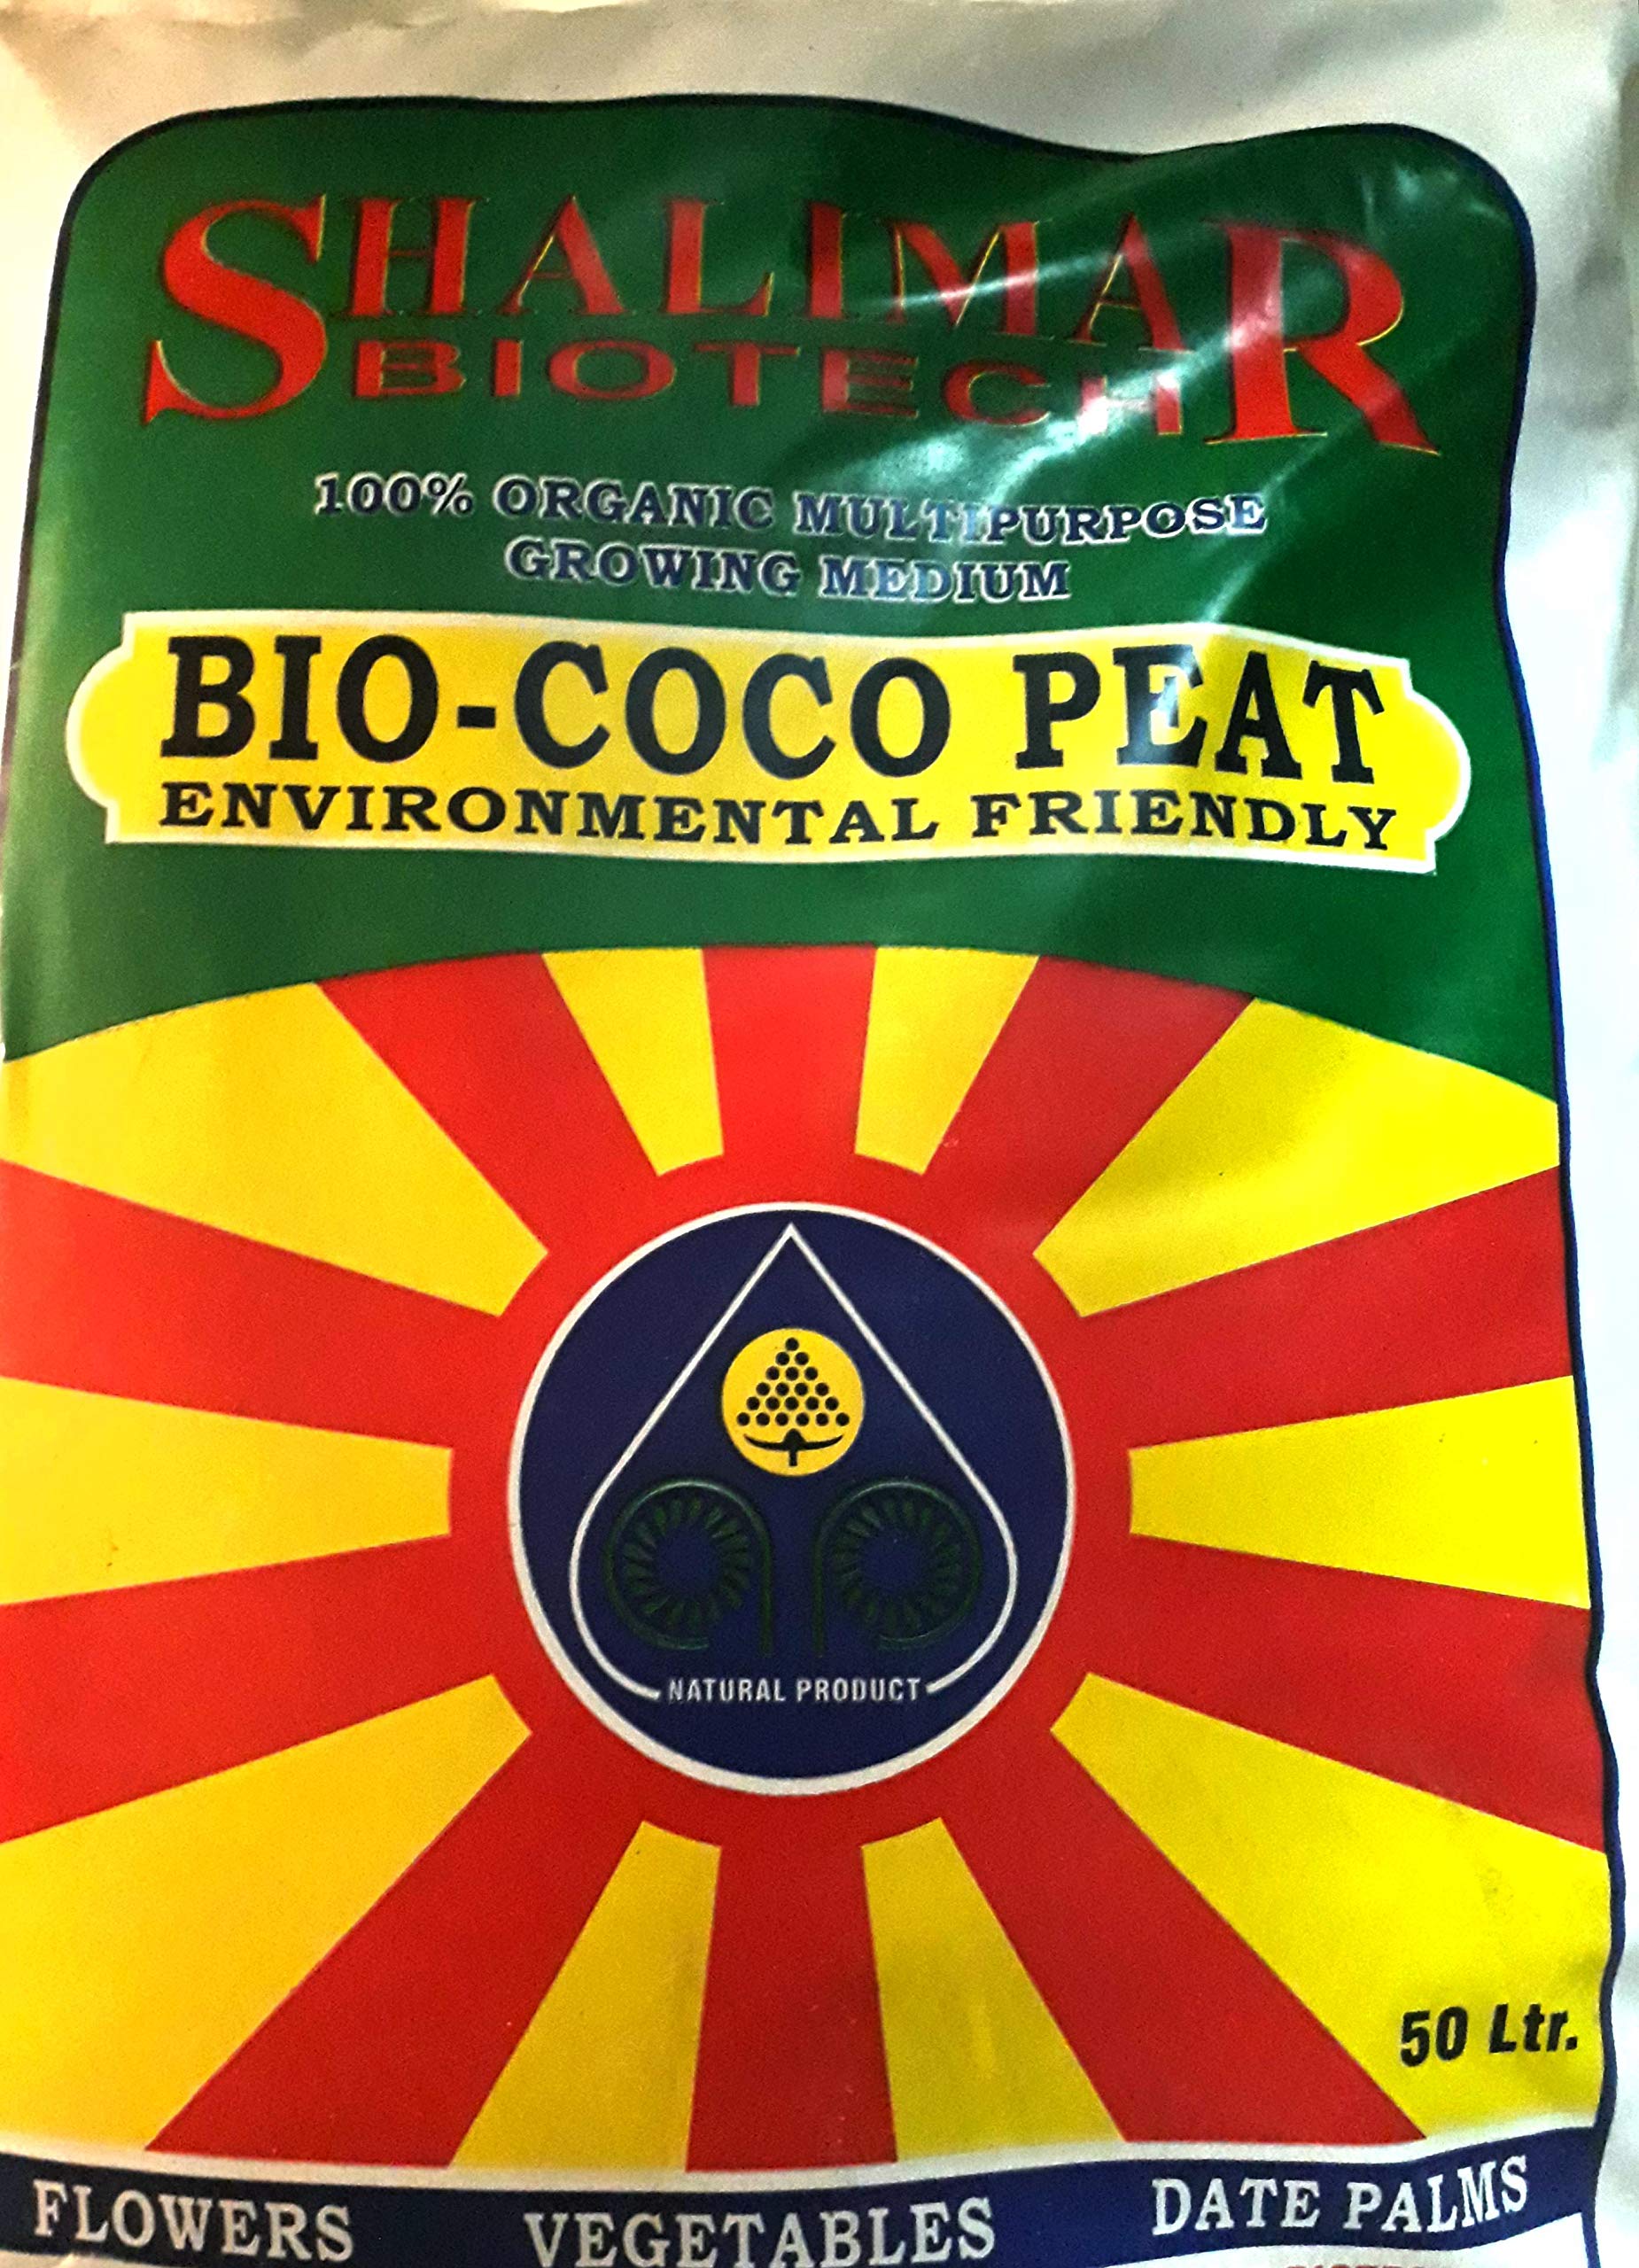 SHALIMAR
BIOTECH
100% ORGANIC MULTIPURPOSE
GROWING MEDIUM
BIO-COCO PEAT
ENVIRONMENTAL FRIENDLY
NATURAL PRODUCT
50 Ltr.
FLOWERS VEGETABLES DATE PALMS